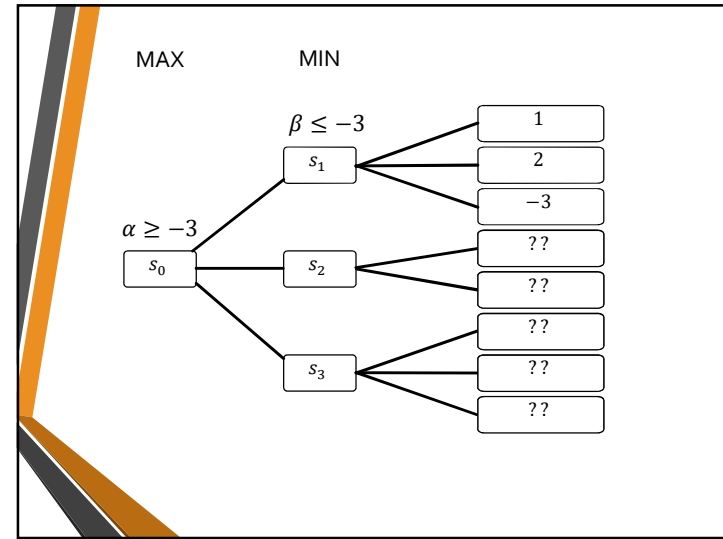 MAX MIN
β ≤ −3
s₁
1
2
−3
α ≥ −3
s₀
s₂
??
??
s₃
??
??
??